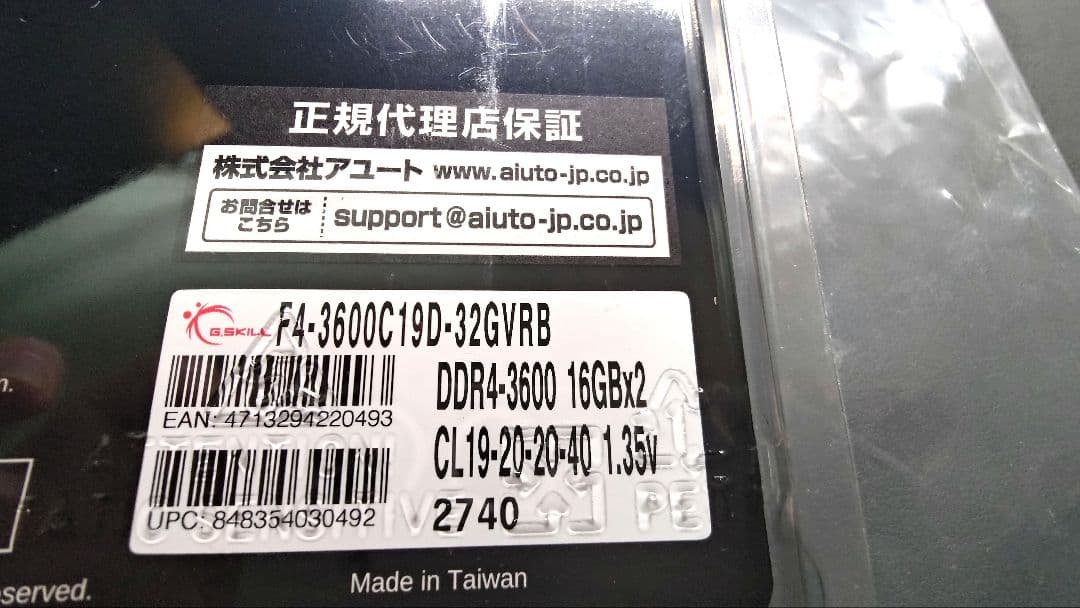 正規代理店保証
株式会社アユート www.aiuto-jp.co.jp
お問合せは
こちら
support@aiuto-jp.co.jp
G.SKILL F4-3600C19D-32GVRB
DDR4-3600 16GBx2
EAN: 4713294220493
CL19-20-20-40 1.35v
UPC: 848354030492
2740
PE
Made in Taiwan